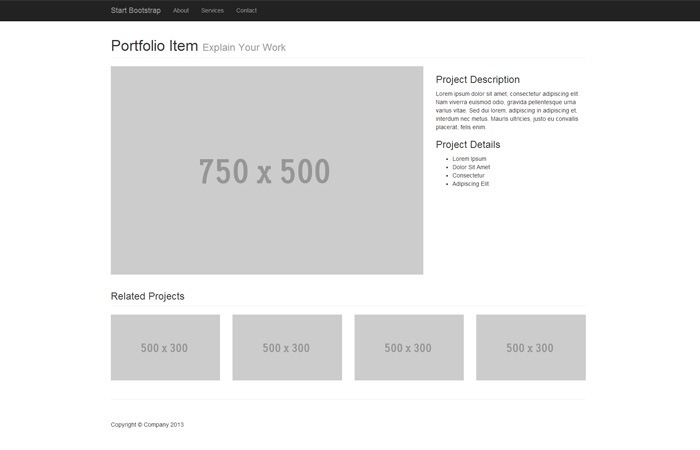 Start Bootstrap About Services Contact
Portfolio Item Explain Your Work
750 x 500
Project Description
Lorem ipsum dolor sit amet, consectetur adipiscing elit.
Nam viverra euismod odio, gravida pellentesque urna
varius vitae. Sed dui lorem, adipiscing in adipiscing et,
interdum nec metus. Mauris ultricies, justo eu convallis
placerat, felis enim.
Project Details
• Lorem Ipsum
• Dolor Sit Amet
• Consectetur
• Adipiscing Elit
Related Projects
500 x 300 500 x 300 500 x 300 500 x 300
Copyright © Company 2013